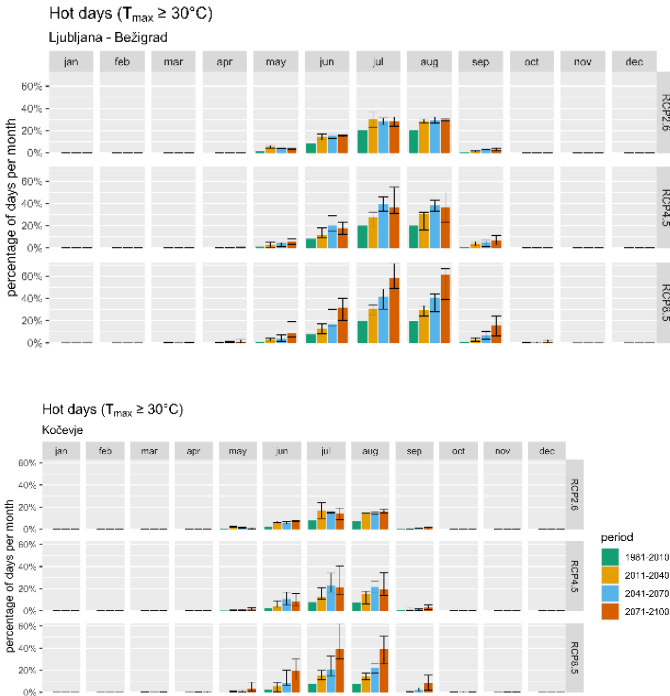 Hot days (Tmax ≥ 30°C)
Ljubljana - Bežigrad
jan feb mar apr may jun jul aug sep oct nov dec
60%
40%
20%
0%
RCP2.6
60%
40%
20%
0%
RCP4.5
60%
40%
20%
0%
RCP8.5
percentage of days per month
Hot days (Tmax ≥ 30°C)
Kočevje
jan feb mar apr may jun jul aug sep oct nov dec
60%
40%
20%
0%
RCP2.6
60%
40%
20%
0%
RCP4.5
60%
40%
20%
0%
RCP8.5
percentage of days per month
period
1981-2010
2011-2040
2041-2070
2071-2100